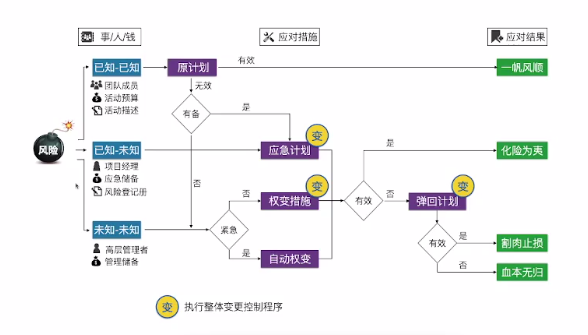 事/人/钱
应对措施
应对结果
已知-已知
原计划
有效
一帆风顺
团队成员
活动预算
活动描述
无效
有备
是
变
风险
已知-未知
应急计划
是
化险为夷
项目经理
应急储备
风险登记册
否
否
权变措施
变
有效
否
弹回计划
变
未知-未知
紧急
高层管理者
管理储备
是
自动权变
有效
是
割肉止损
否
血本无归
变
执行整体变更控制程序